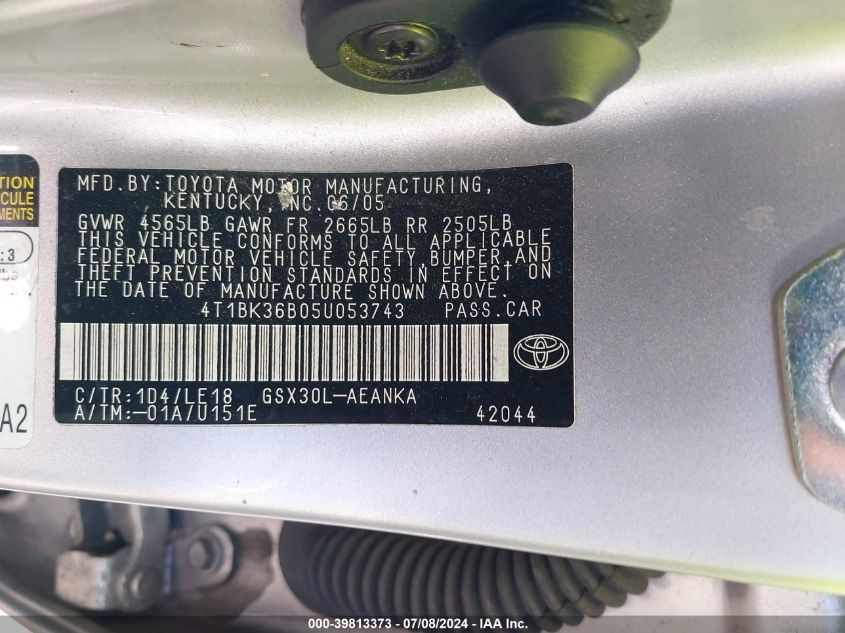 MFD.BY:TOYOTA MOTOR MANUFACTURING,
KENTUCKY, INC. 06/05
GVWR 4565LB GAWR FR 2665LB RR 2505LB
THIS VEHICLE CONFORMS TO ALL APPLICABLE
FEDERAL MOTOR VEHICLE SAFETY, BUMPER, AND
THEFT PREVENTION STANDARDS IN EFFECT ON
THE DATE OF MANUFACTURE SHOWN ABOVE.
4T1BK36B05U053743 PASS.CAR
C/TR:1D4/LE18 GSX30L-AEANKA
A/TM:-01A/U151E 42044
TION
ICLE
MENTS
:3
lbs
A2
000-39813373 - 07/08/2024 - IAA Inc.